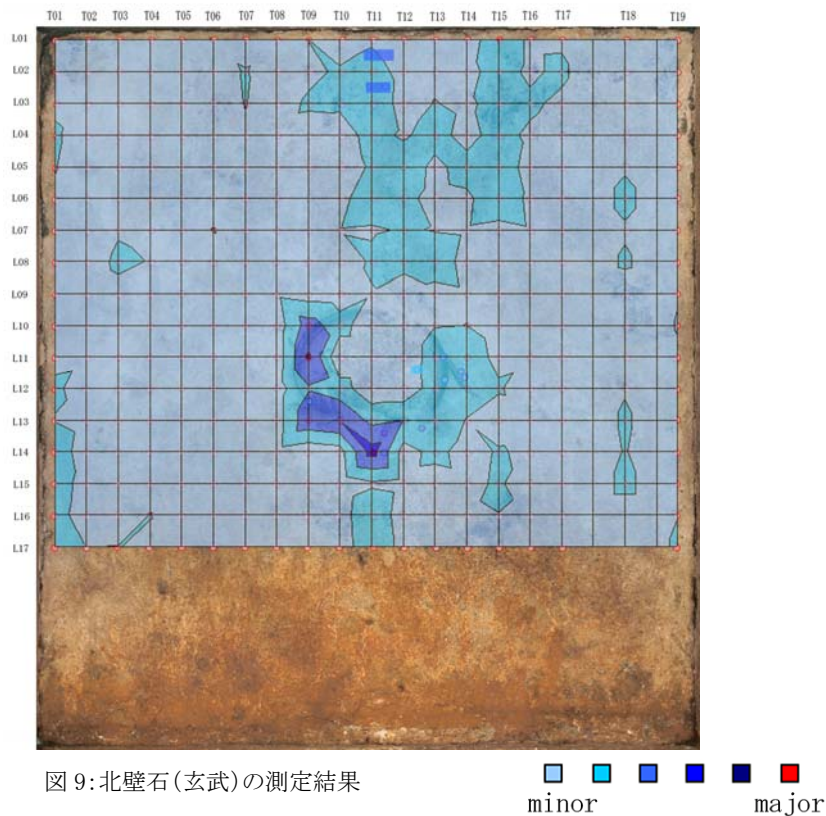 T01 T02 T03 T04 T05 T06 T07 T08 T09 T10 T11 T12 T13 T14 T15 T16 T17 T18 T19
L01
L02
L03
L04
L05
L06
L07
L08
L09
L10
L11
L12
L13
L14
L15
L16
L17
図 9:北壁石(玄武)の測定結果
minor major